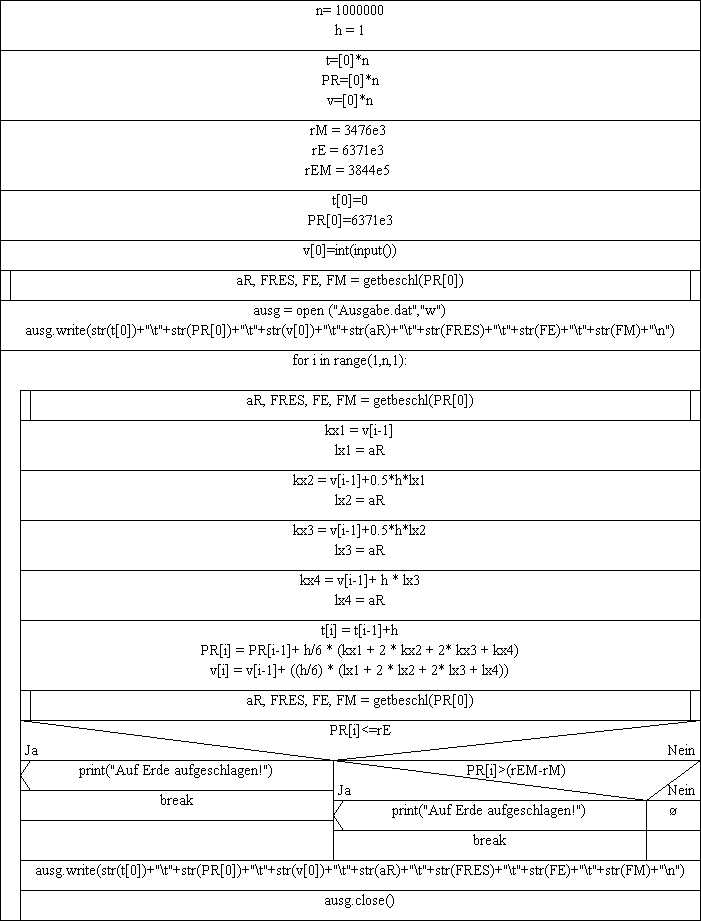 n= 1000000
h = 1
t=[0]*n
PR=[0]*n
v=[0]*n
rM = 3476e3
rE = 6371e3
rEM = 3844e5
t[0]=0
PR[0]=6371e3
v[0]=int(input())
aR, FRES, FE, FM = getbeschl(PR[0])
ausg = open ("Ausgabe.dat","w")
ausg.write(str(t[0])+"\t"+str(PR[0])+"\t"+str(v[0])+"\t"+str(aR)+"\t"+str(FRES)+"\t"+str(FE)+"\t"+str(FM)+"\n")
for i in range(1,n,1):
aR, FRES, FE, FM = getbeschl(PR[0])
kx1 = v[i-1]
lx1 = aR
kx2 = v[i-1]+0.5*h*lx1
lx2 = aR
kx3 = v[i-1]+0.5*h*lx2
lx3 = aR
kx4 = v[i-1]+ h * lx3
lx4 = aR
t[i] = t[i-1]+h
PR[i] = PR[i-1]+ h/6 * (kx1 + 2 * kx2 + 2* kx3 + kx4)
v[i] = v[i-1]+ ((h/6) * (lx1 + 2 * lx2 + 2* lx3 + lx4))
aR, FRES, FE, FM = getbeschl(PR[0])
PR[i]<=rE
Ja Nein
print("Auf Erde aufgeschlagen!")
break
PR[i]>(rEM-rM)
Ja Nein
print("Auf Erde aufgeschlagen!") ø
break
ausg.write(str(t[0])+"\t"+str(PR[0])+"\t"+str(v[0])+"\t"+str(aR)+"\t"+str(FRES)+"\t"+str(FE)+"\t"+str(FM)+"\n")
ausg.close()